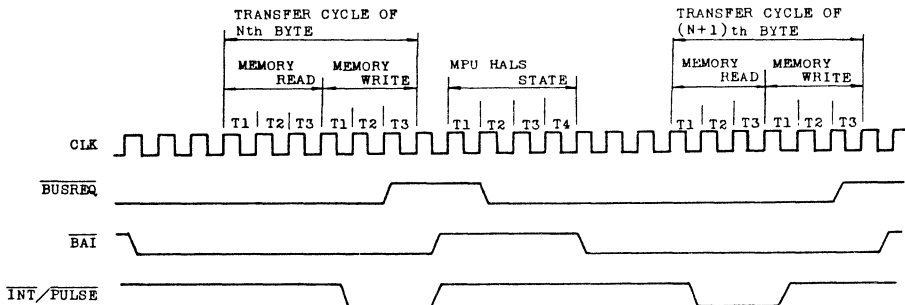 TRANSFER CYCLE OF
Nth BYTE
TRANSFER CYCLE OF
(N+1)th BYTE
MEMORY
READ
MEMORY
WRITE
MPU HALS
STATE
MEMORY
READ
MEMORY
WRITE
T1 T2 T3 T1 T2 T3 T1 T2 T3 T4 T1 T2 T3 T1 T2 T3
CLK
BUSREQ
BAI
INT/PULSE